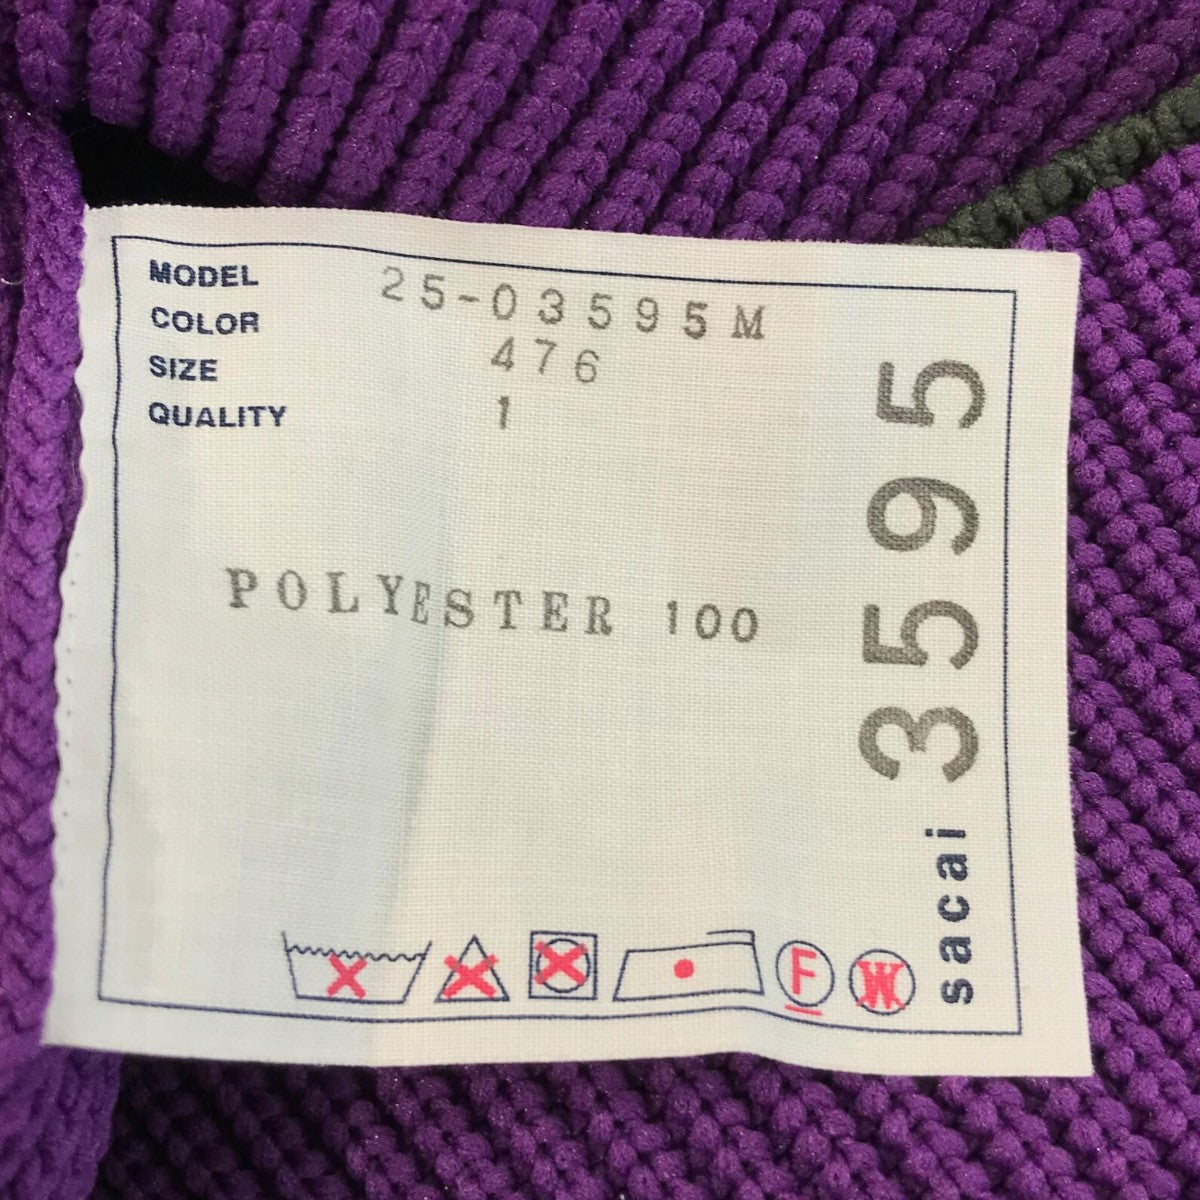 MODEL 25-03595M
COLOR 476
SIZE 1
QUALITY
POLYESTER 100
sacai 3595
F
W